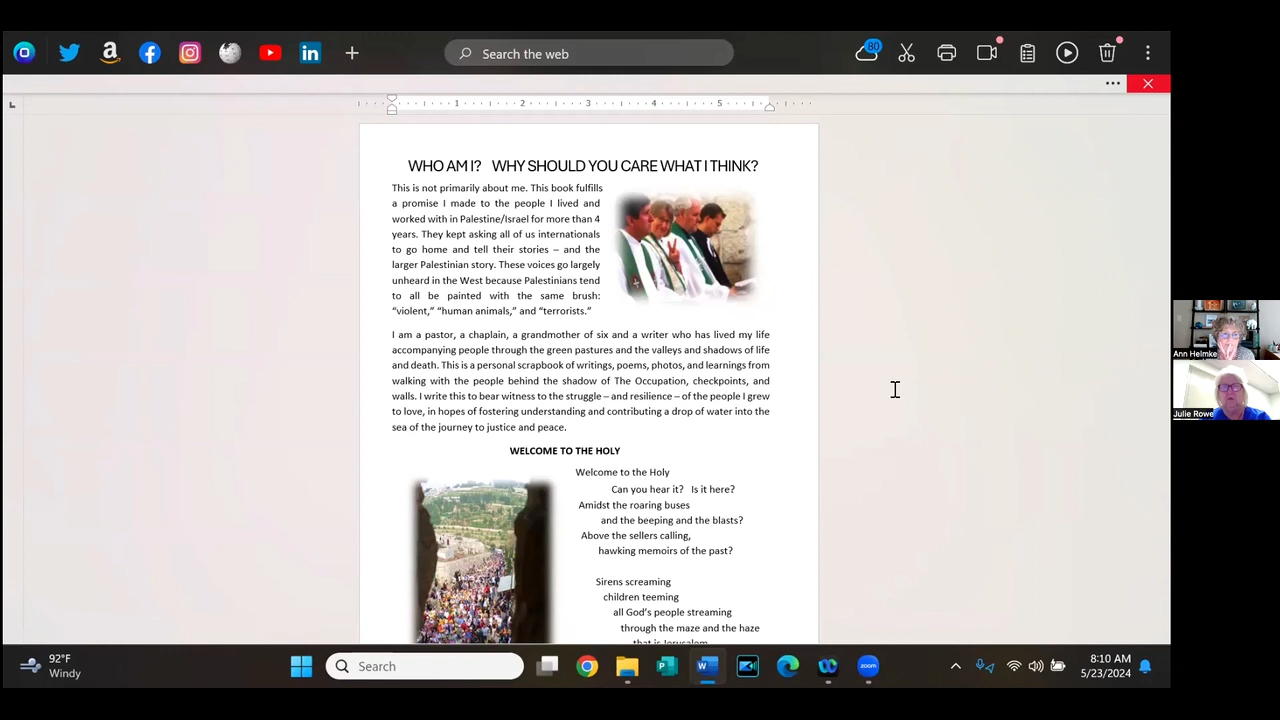 80
Search the web
1 2 3 4 5
WHO AM I? WHY SHOULD YOU CARE WHAT I THINK?
This is not primarily about me. This book fulfills
a promise I made to the people I lived and
worked with in Palestine/Israel for more than 4
years. They kept asking all of us internationals
to go home and tell their stories – and the
larger Palestinian story. These voices go largely
unheard in the West because Palestinians tend
to all be painted with the same brush:
“violent,” “human animals,” and “terrorists.”
I am a pastor, a chaplain, a grandmother of six and a writer who has lived my life
accompanying people through the green pastures and the valleys and shadows of life
and death. This is a personal scrapbook of writings, poems, photos, and learnings from
walking with the people behind the shadow of The Occupation, checkpoints, and
walls. I write this to bear witness to the struggle – and resilience – of the people I grew
to love, in hopes of fostering understanding and contributing a drop of water into the
sea of the journey to justice and peace.
WELCOME TO THE HOLY
Welcome to the Holy
Can you hear it? Is it here?
Amidst the roaring buses
and the beeping and the blasts?
Above the sellers calling,
hawking memoirs of the past?
Sirens screaming
children teeming
all God’s people streaming
through the maze and the haze
that is Jerusalem
Ann Helmke
Julie Rowe
92°F
Windy
Search
zoom
8:10 AM
5/23/2024